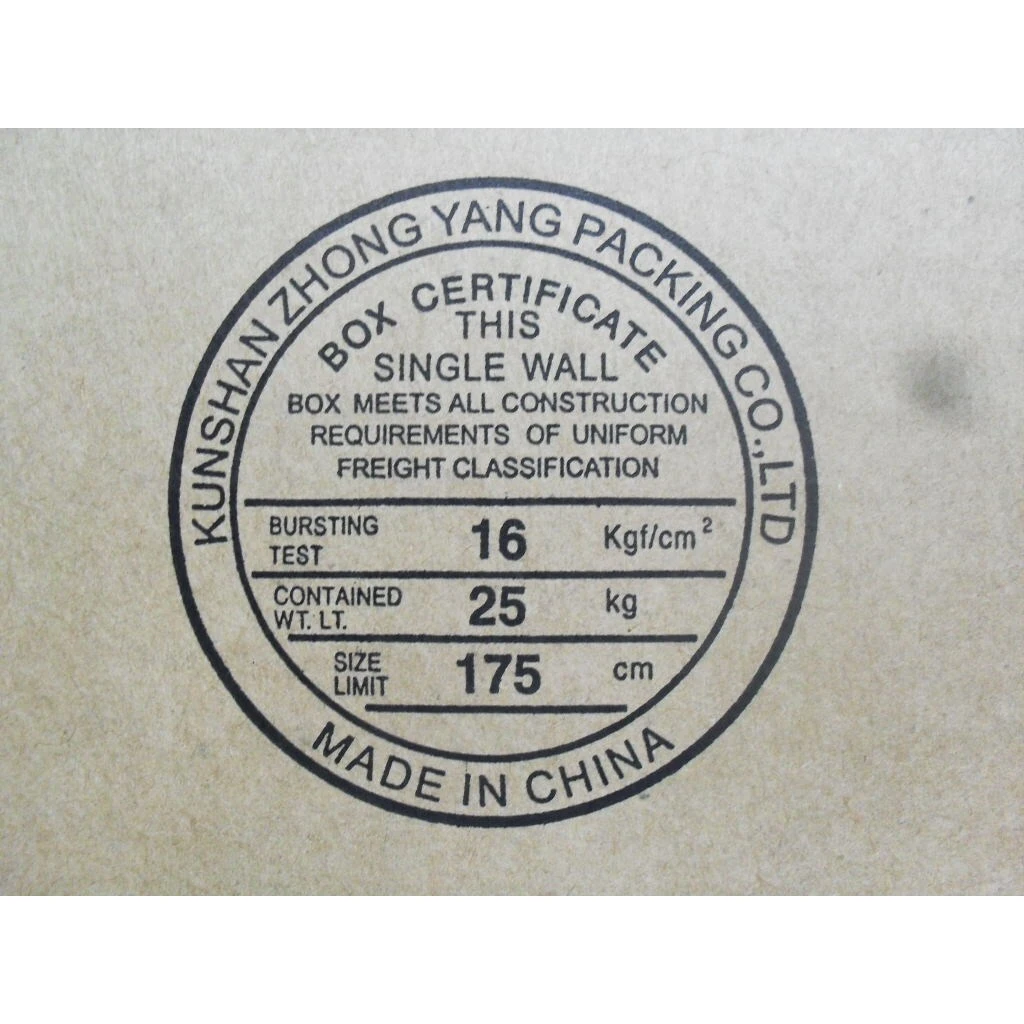 KUNSHAN ZHONG YANG PACKING CO.,LTD
BOX CERTIFICATE
THIS
SINGLE WALL
BOX MEETS ALL CONSTRUCTION
REQUIREMENTS OF UNIFORM
FREIGHT CLASSIFICATION
BURSTING TEST 16 Kgf/cm²
CONTAINED WT. LT. 25 kg
SIZE LIMIT 175 cm
MADE IN CHINA